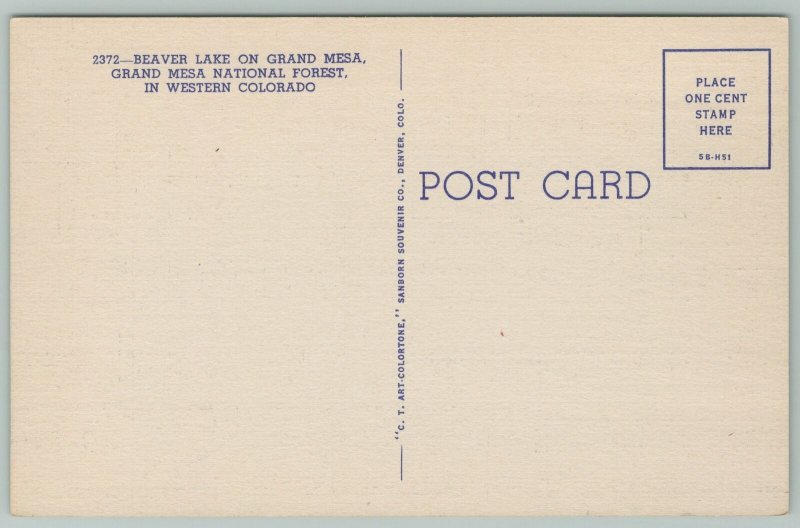 2372—BEAVER LAKE ON GRAND MESA,
GRAND MESA NATIONAL FOREST,
IN WESTERN COLORADO
"C. T. ART-COLORTONE," SANBORN SOUVENIR CO., DENVER, COLO.
POST CARD
PLACE
ONE CENT
STAMP
HERE
5B-H51